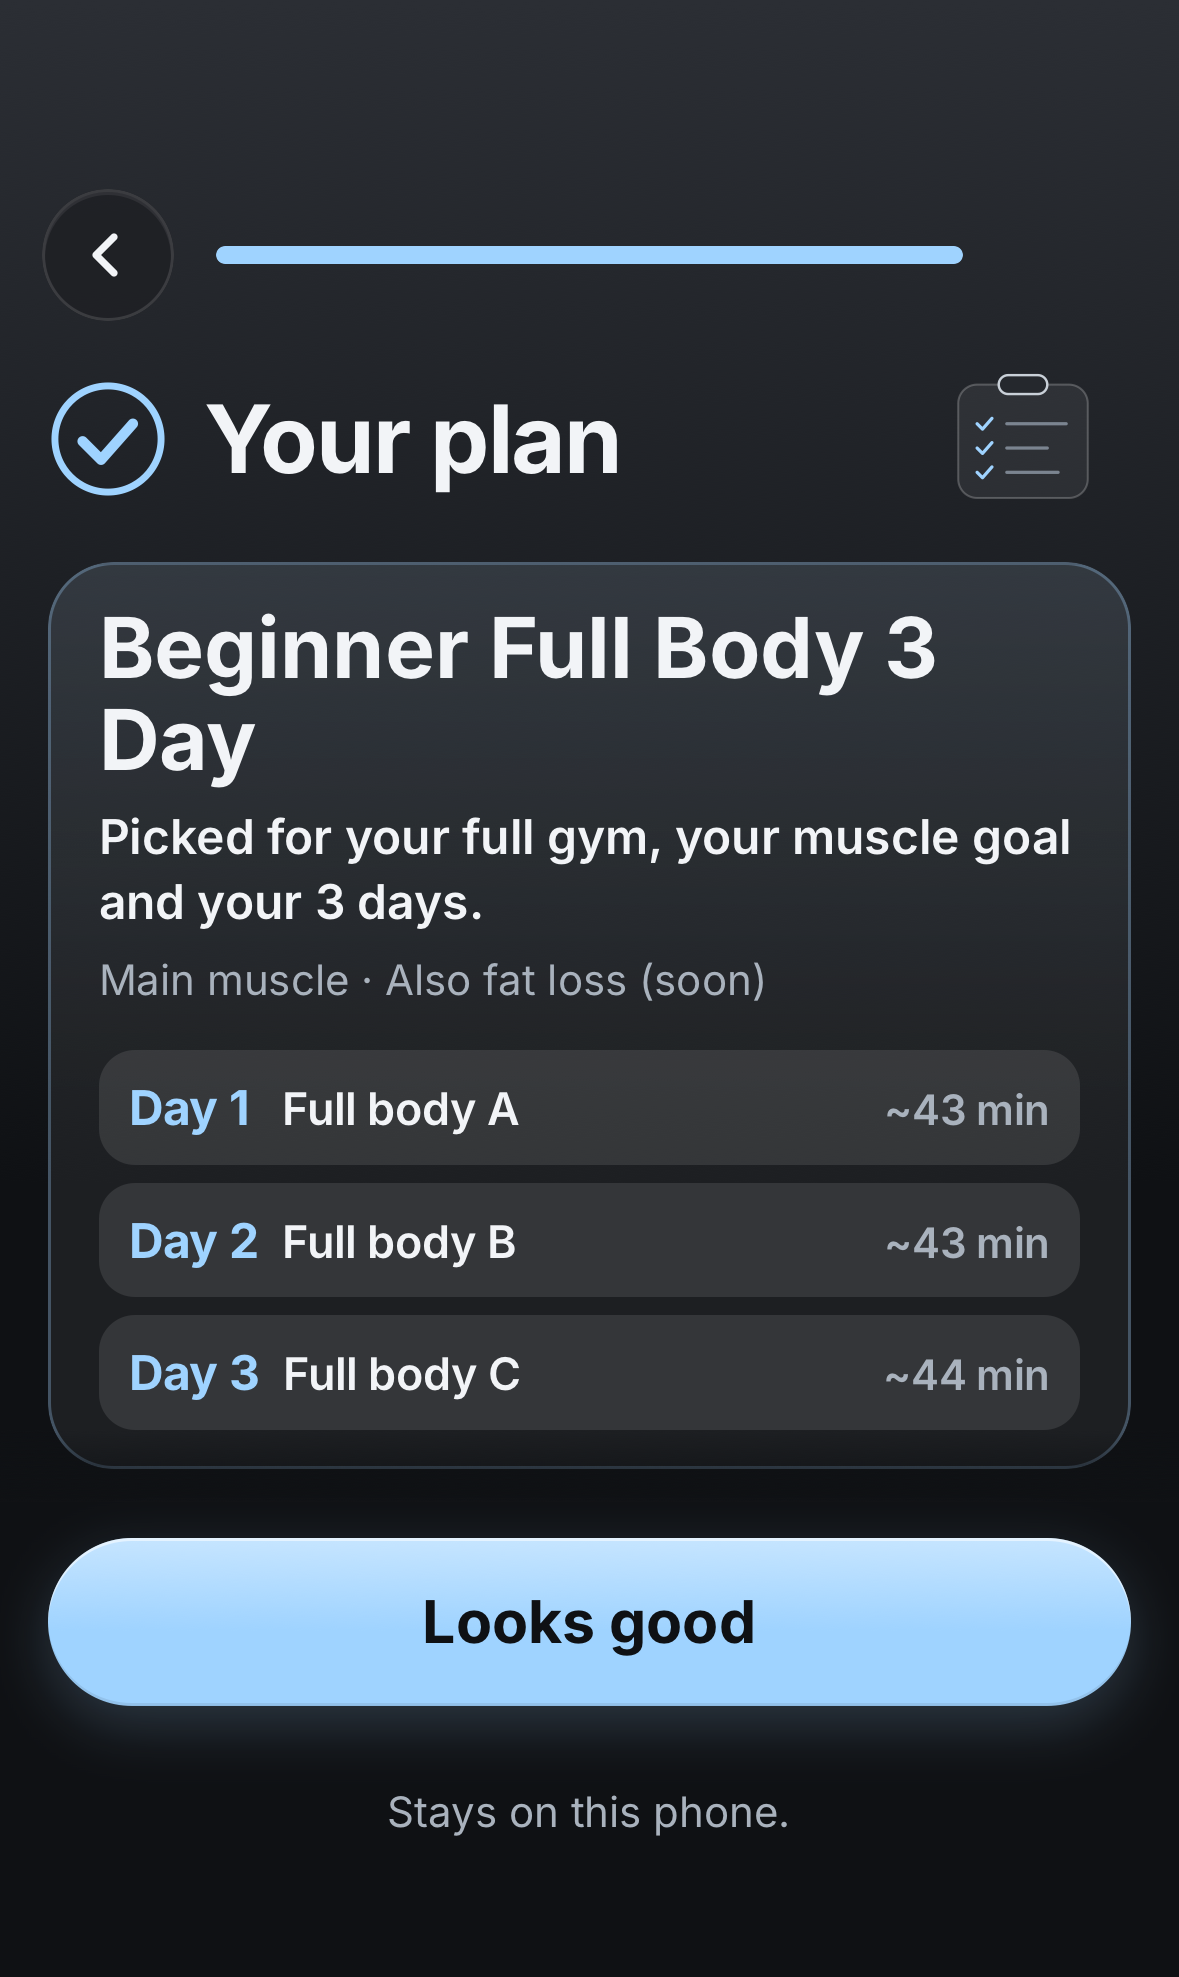 Your plan
Beginner Full Body 3
Day
Picked for your full gym, your muscle goal
and your 3 days.
Main muscle · Also fat loss (soon)
Day 1 Full body A ~43 min
Day 2 Full body B ~43 min
Day 3 Full body C ~44 min
Looks good
Stays on this phone.